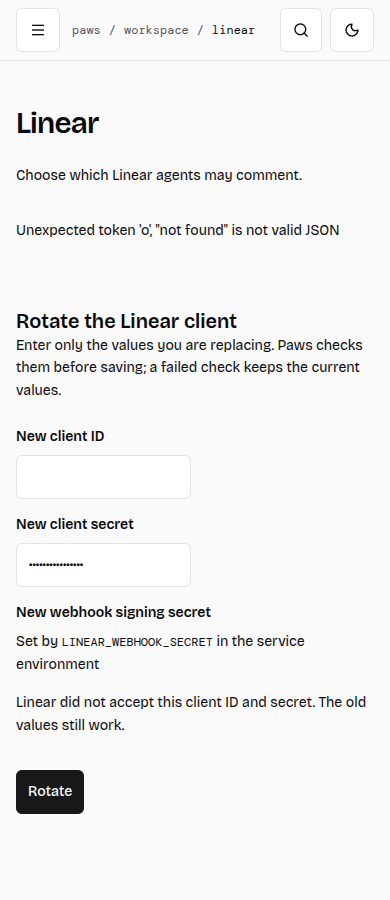 paws / workspace / linear
Linear
Choose which Linear agents may comment.
Unexpected token 'o', "not found" is not valid JSON
Rotate the Linear client
Enter only the values you are replacing. Paws checks
them before saving; a failed check keeps the current
values.
New client ID
New client secret
••••••••••••••••
New webhook signing secret
Set by LINEAR_WEBHOOK_SECRET in the service
environment
Linear did not accept this client ID and secret. The old
values still work.
Rotate